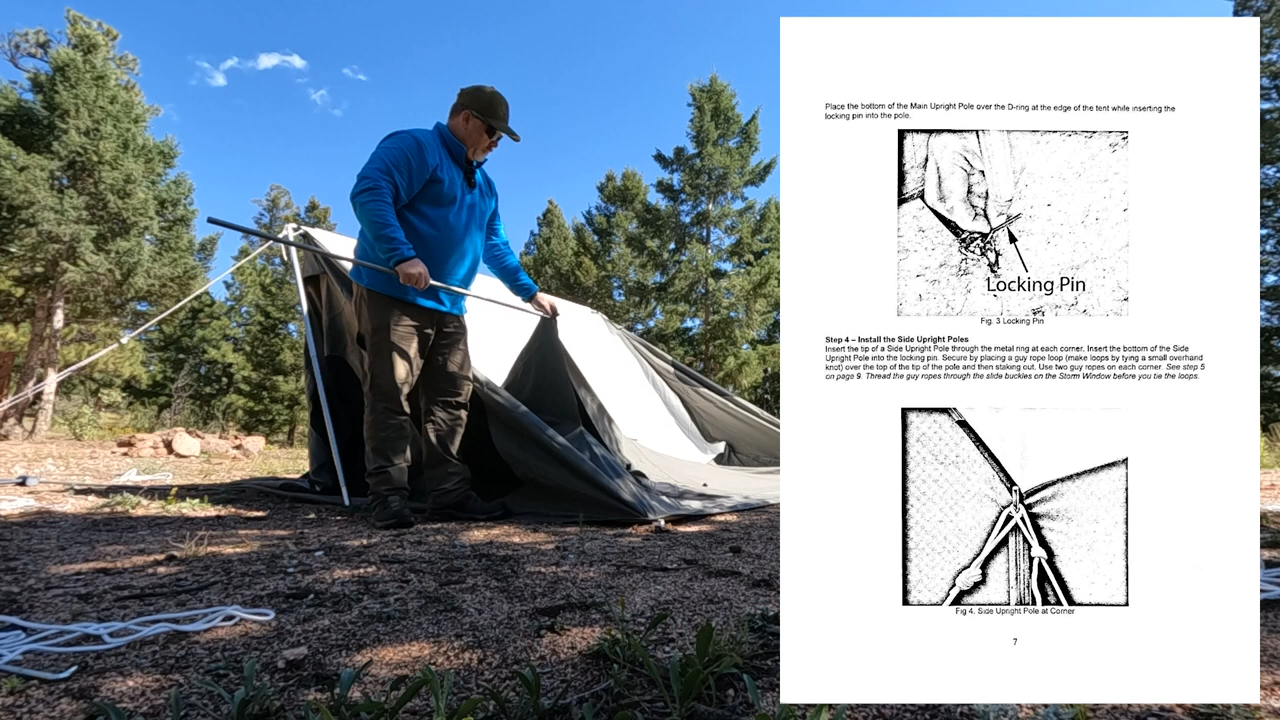 Place the bottom of the Main Upright Pole over the D-ring at the edge of the tent while inserting the
locking pin into the pole.
Locking Pin
Fig. 3 Locking Pin
Step 4 – Install the Side Upright Poles
Insert the tip of a Side Upright Pole through the metal ring at each corner. Insert the bottom of the Side
Upright Pole into the locking pin. Secure by placing a guy rope loop (make loops by tying a small overhand
knot) over the top of the tip of the pole and then staking out. Use two guy ropes on each corner. See step 5
on page 9. Thread the guy ropes through the slide buckles on the Storm Window before you tie the loops.
Fig 4. Side Upright Pole at Corner
7